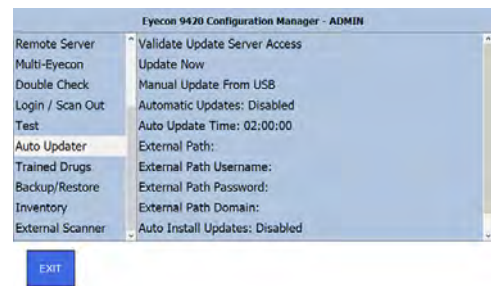 Eyecon 9420 Configuration Manager - ADMIN
Remote Server
Multi-Eyecon
Double Check
Login / Scan Out
Test
Auto Updater
Trained Drugs
Backup/Restore
Inventory
External Scanner
Validate Update Server Access
Update Now
Manual Update From USB
Automatic Updates: Disabled
Auto Update Time: 02:00:00
External Path:
External Path Username:
External Path Password:
External Path Domain:
Auto Install Updates: Disabled
EXIT